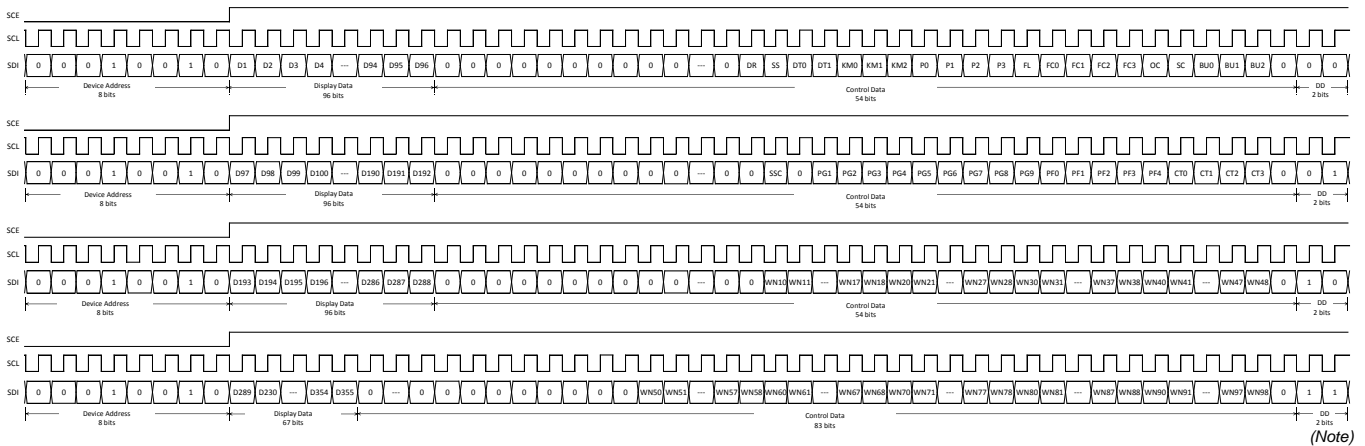 SCE
SCL
SDI 0 0 0 1 0 0 1 0 D1 D2 D3 D4 --- D94 D95 D96 0 0 0 0 0 0 0 0 0 0 --- 0 DR SS DT0 DT1 KM0 KM1 KM2 P0 P1 P2 P3 FL FC0 FC1 FC2 FC3 OC SC BU0 BU1 BU2 0 0 0
Device Address Display Data Control Data DD
8 bits 96 bits 54 bits 2 bits
SCE
SCL
SDI 0 0 0 1 0 0 1 0 D97 D98 D99 D100 --- D190 D191 D192 0 0 0 0 0 0 0 0 0 0 --- 0 0 SSC 0 PG1 PG2 PG3 PG4 PG5 PG6 PG7 PG8 PG9 PF0 PF1 PF2 PF3 PF4 CT0 CT1 CT2 CT3 0 0 1
Device Address Display Data Control Data DD
8 bits 96 bits 54 bits 2 bits
SCE
SCL
SDI 0 0 0 1 0 0 1 0 D193 D194 D195 D196 --- D286 D287 D288 0 0 0 0 0 0 0 0 0 0 --- 0 0 WN10 WN11 --- WN17 WN18 WN20 WN21 --- WN27 WN28 WN30 WN31 --- WN37 WN38 WN40 WN41 --- WN47 WN48 0 1 0
Device Address Display Data Control Data DD
8 bits 96 bits 54 bits 2 bits
SCE
SCL
SDI 0 0 0 1 0 0 1 0 D289 D230 --- D354 D355 0 --- 0 0 0 0 0 0 0 0 0 WN50 WN51 --- WN57 WN58 WN60 WN61 --- WN67 WN68 WN70 WN71 --- WN77 WN78 WN80 WN81 --- WN87 WN88 WN90 WN91 --- WN97 WN98 0 1 1
Device Address Display Data Control Data DD
8 bits 67 bits 83 bits 2 bits
(Note)